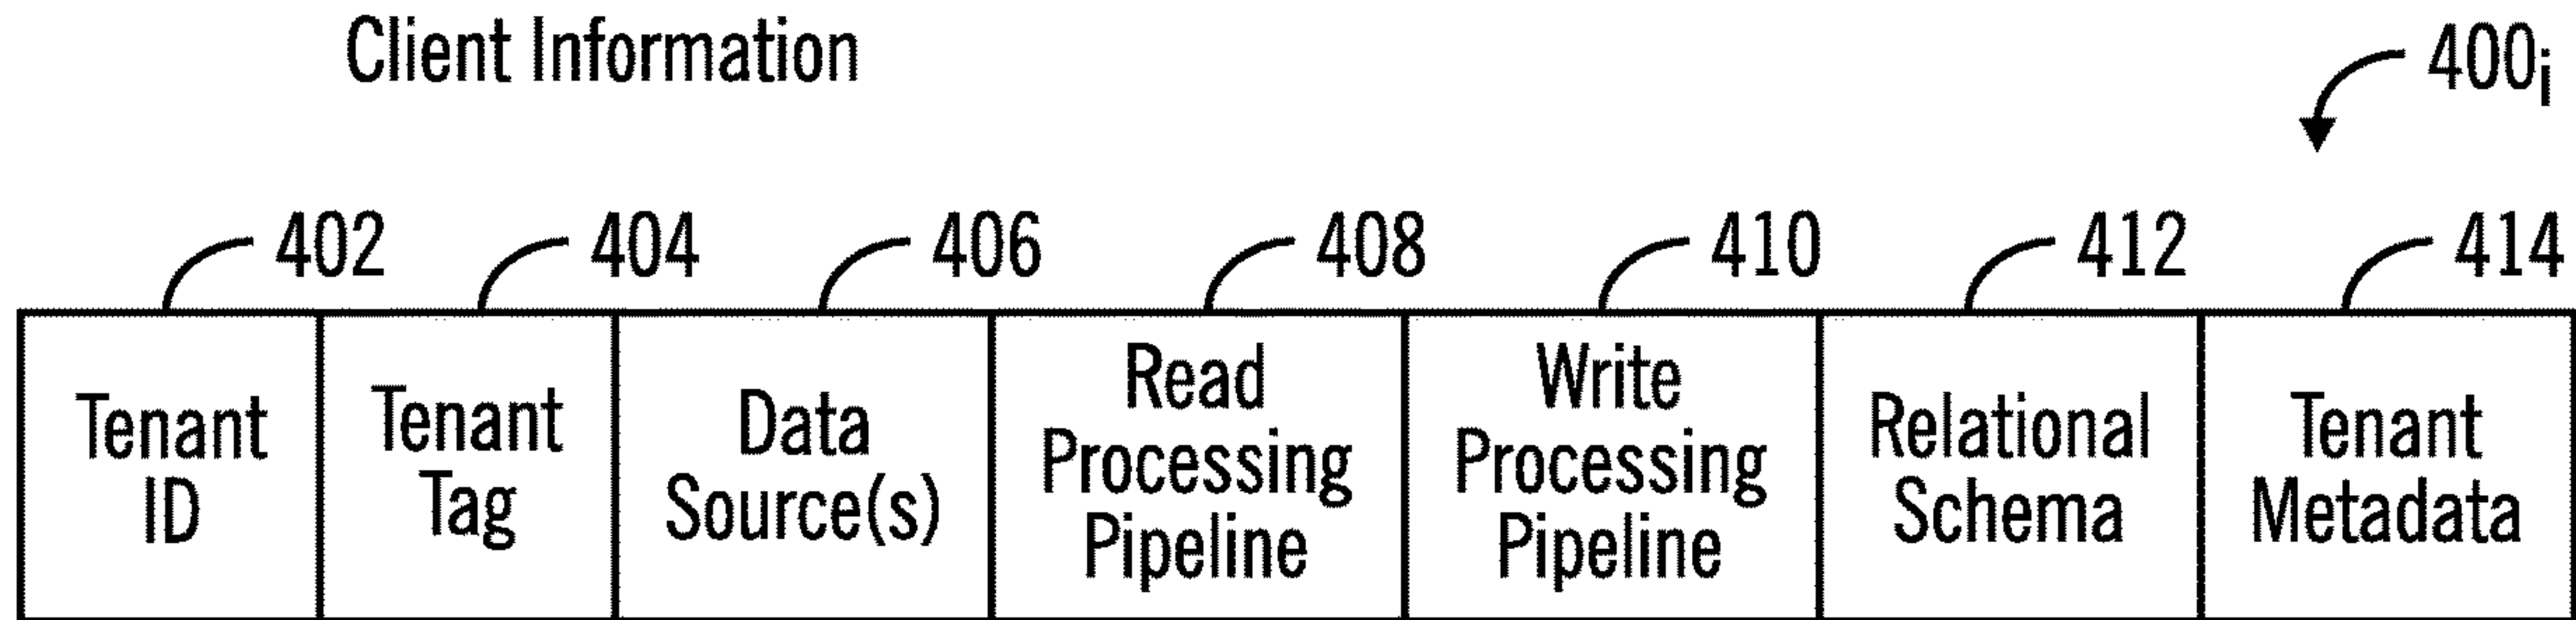 Client Information
400i
402
404
406
408
410
412
414
Tenant
ID
Tenant
Tag
Data
Source(s)
Read
Processing
Pipeline
Write
Processing
Pipeline
Relational
Schema
Tenant
Metadata